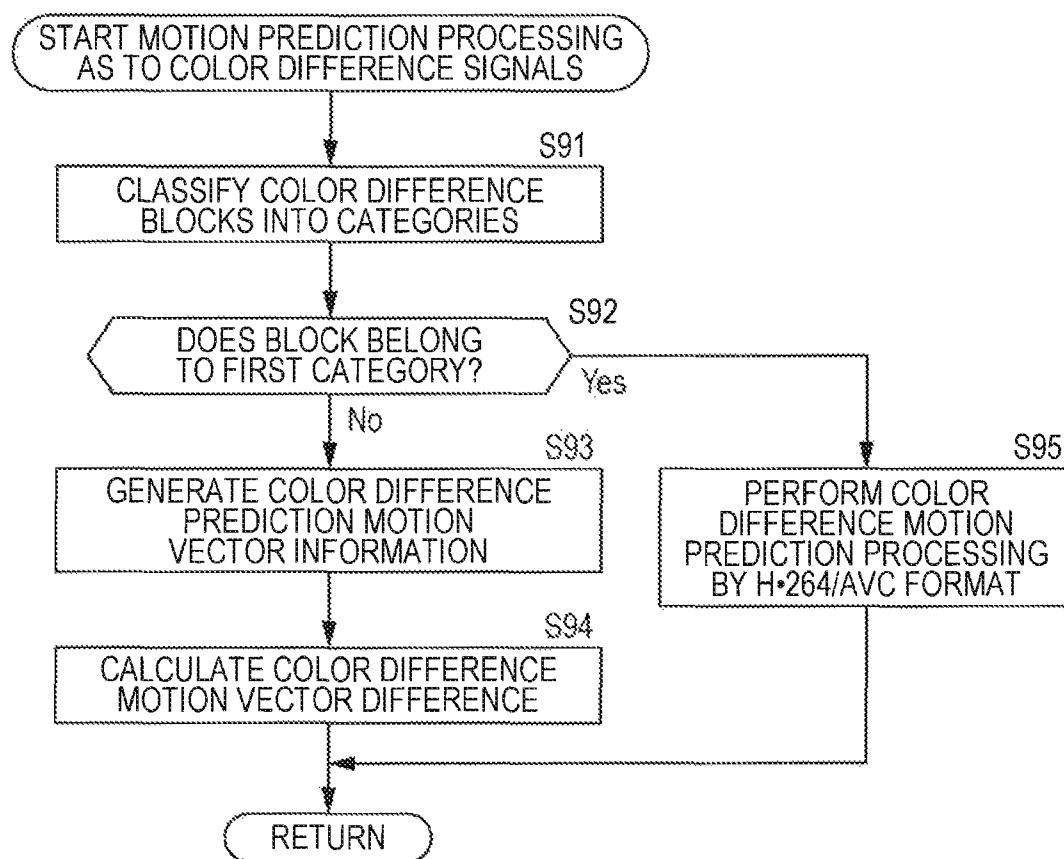 START MOTION PREDICTION PROCESSING
AS TO COLOR DIFFERENCE SIGNALS
S91
CLASSIFY COLOR DIFFERENCE
BLOCKS INTO CATEGORIES
S92
DOES BLOCK BELONG
TO FIRST CATEGORY?
Yes
No
S93
GENERATE COLOR DIFFERENCE
PREDICTION MOTION
VECTOR INFORMATION
S95
PERFORM COLOR
DIFFERENCE MOTION
PREDICTION PROCESSING
BY H•264/AVC FORMAT
S94
CALCULATE COLOR DIFFERENCE
MOTION VECTOR DIFFERENCE
RETURN